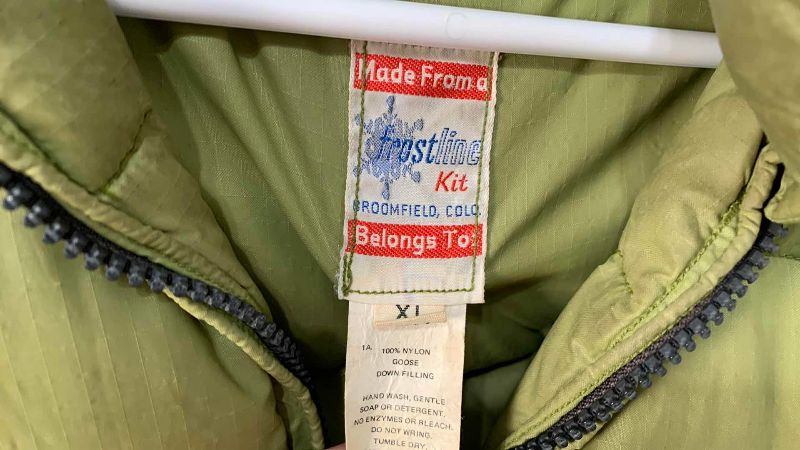 Made From a
frostline
Kit
BROOMFIELD, COLO.
Belongs To:
XL
1A. 100% NYLON
GOOSE
DOWN FILLING
HAND WASH, GENTLE
SOAP OR DETERGENT.
NO ENZYMES OR BLEACH.
DO NOT WRING.
TUMBLE DRY.